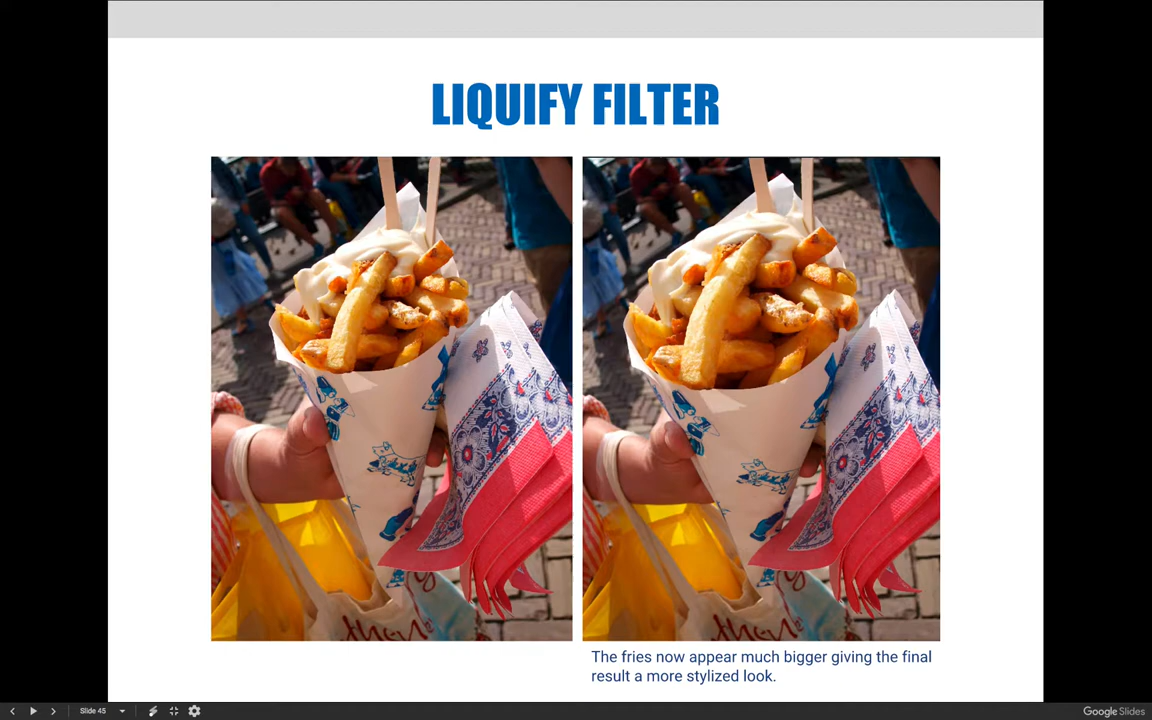 LIQUIFY FILTER
then
The fries now appear much bigger giving the final
result a more stylized look.
Slide 45
Google Slides